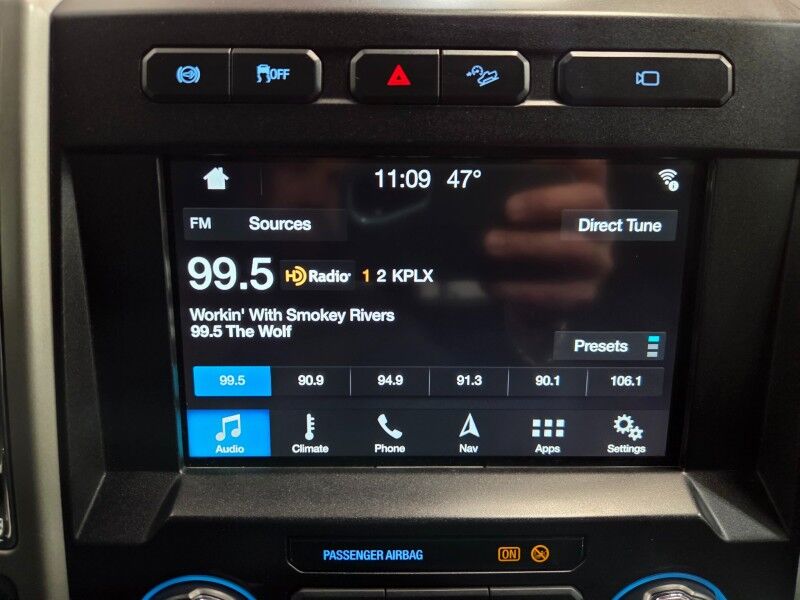 OFF
11:09 47°
FM Sources Direct Tune
99.5 HD Radio 1 2 KPLX
Workin' With Smokey Rivers
99.5 The Wolf
Presets
99.5 90.9 94.9 91.3 90.1 106.1
Audio Climate Phone Nav Apps Settings
PASSENGER AIRBAG ON